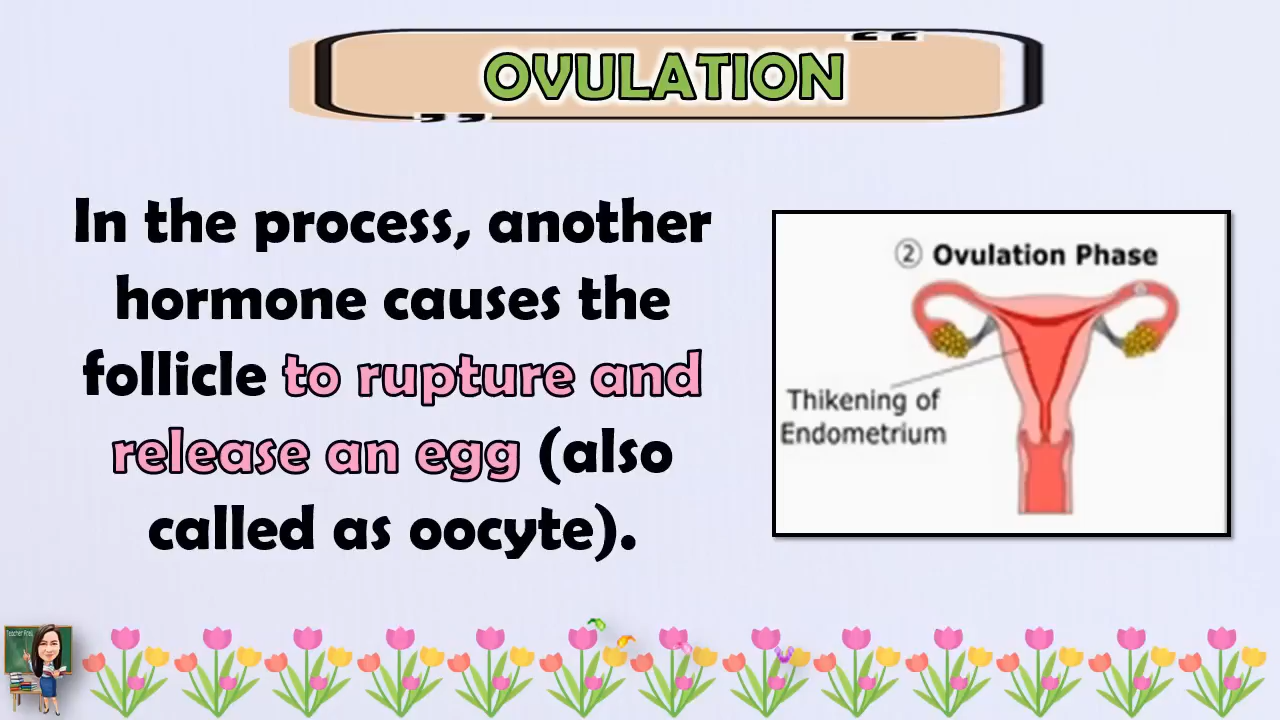 OVULATION
In the process, another
hormone causes the
follicle to rupture and
release an egg (also
called as oocyte).
② Ovulation Phase
Thikening of
Endometrium